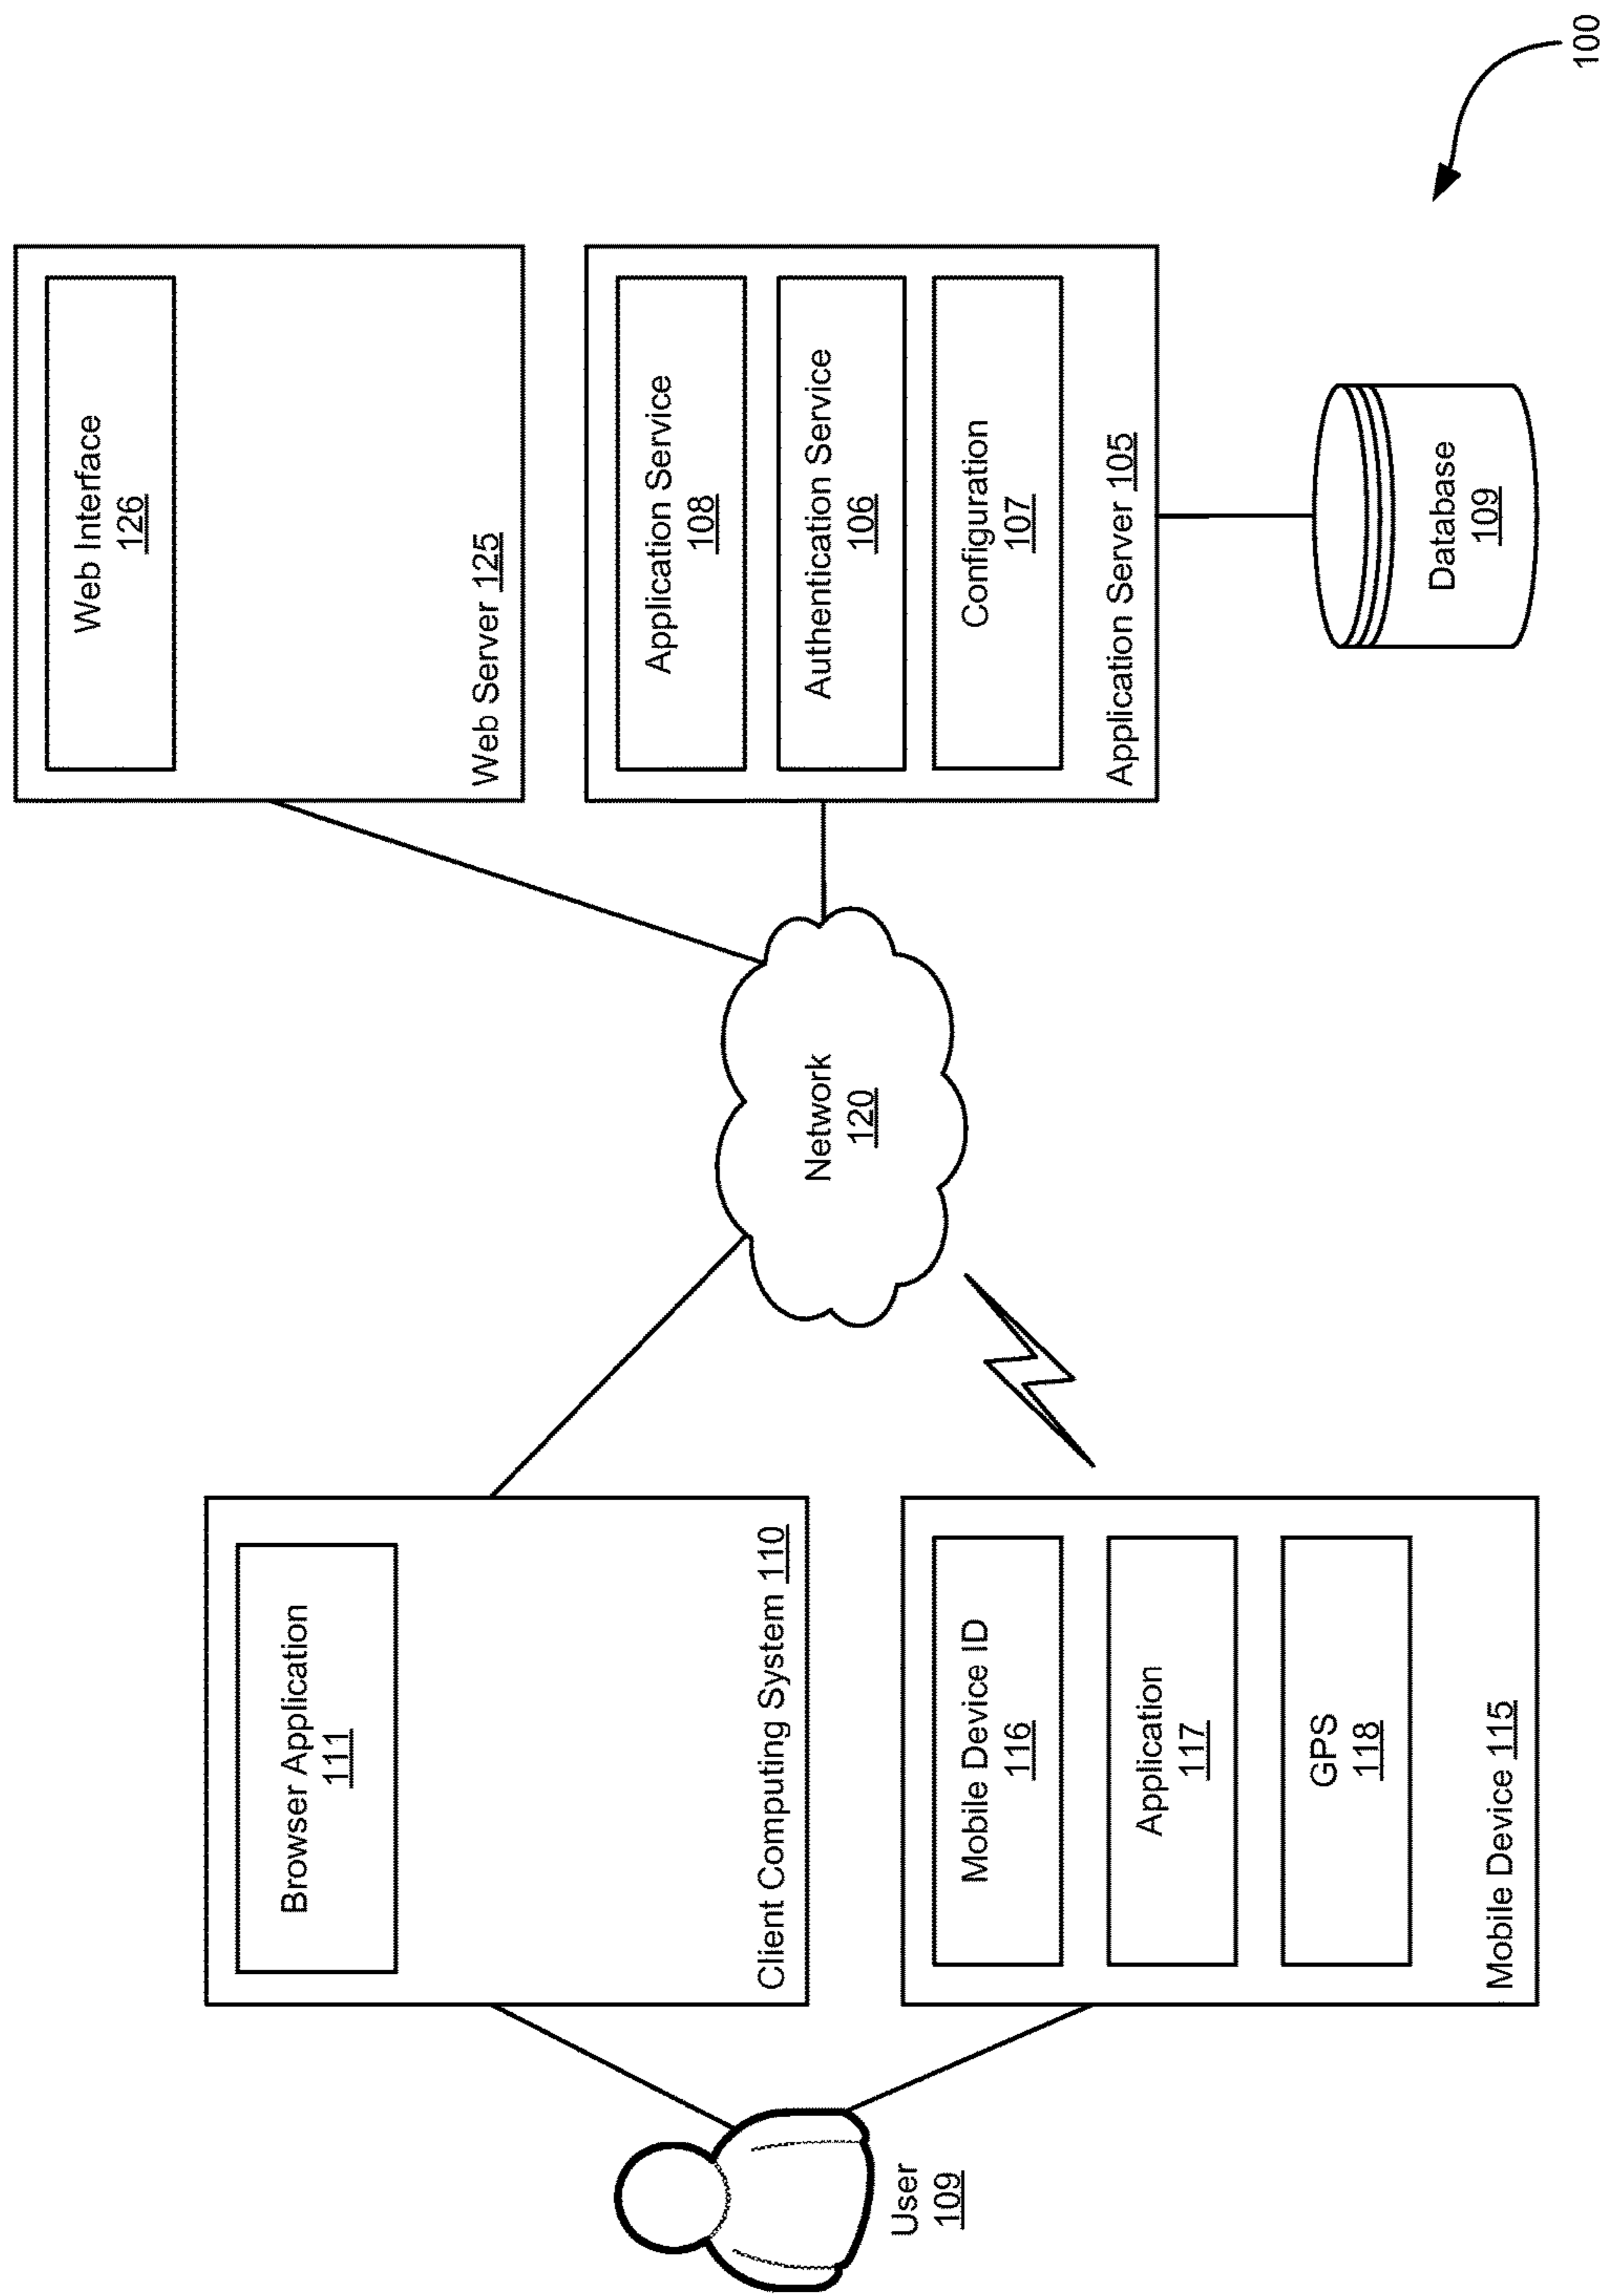 Browser Application
111
Client Computing System 110
Mobile Device ID
116
Application
117
GPS
118
Mobile Device 115
User
109
Network
120
Web Interface
126
Web Server 125
Application Service
108
Authentication Service
106
Configuration
107
Application Server 105
Database
109
100